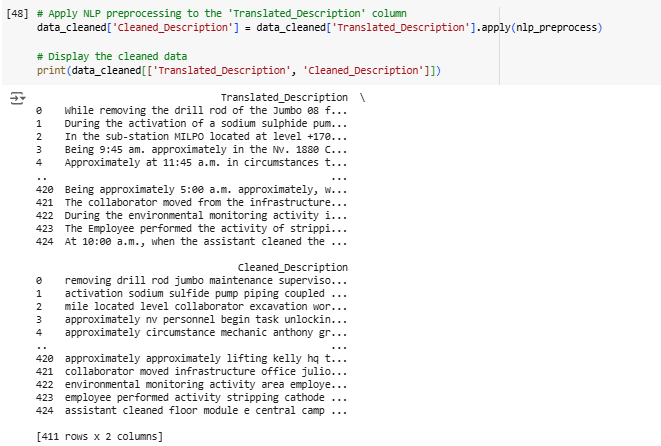 [48] # Apply NLP preprocessing to the 'Translated_Description' column
data_cleaned['Cleaned_Description'] = data_cleaned['Translated_Description'].apply(nlp_preprocess)
# Display the cleaned data
print(data_cleaned[['Translated_Description', 'Cleaned_Description']])
Translated_Description \
0 While removing the drill rod of the Jumbo 08 f...
1 During the activation of a sodium sulphide pum...
2 In the sub-station MILPO located at level +170...
3 Being 9:45 am. approximately in the Nv. 1880 C...
4 Approximately at 11:45 a.m. in circumstances t...
.. ...
420 Being approximately 5:00 a.m. approximately, w...
421 The collaborator moved from the infrastructure...
422 During the environmental monitoring activity i...
423 The Employee performed the activity of strippi...
424 At 10:00 a.m., when the assistant cleaned the ...
Cleaned_Description
0 removing drill rod jumbo maintenance superviso...
1 activation sodium sulfide pump piping coupled ...
2 mile located level collaborator excavation wor...
3 approximately nv personnel begin task unlockin...
4 approximately circumstance mechanic anthony gr...
.. ...
420 approximately approximately lifting kelly hq t...
421 collaborator moved infrastructure office julio...
422 environmental monitoring activity area employe...
423 employee performed activity stripping cathode ...
424 assistant cleaned floor module e central camp ...
[411 rows x 2 columns]